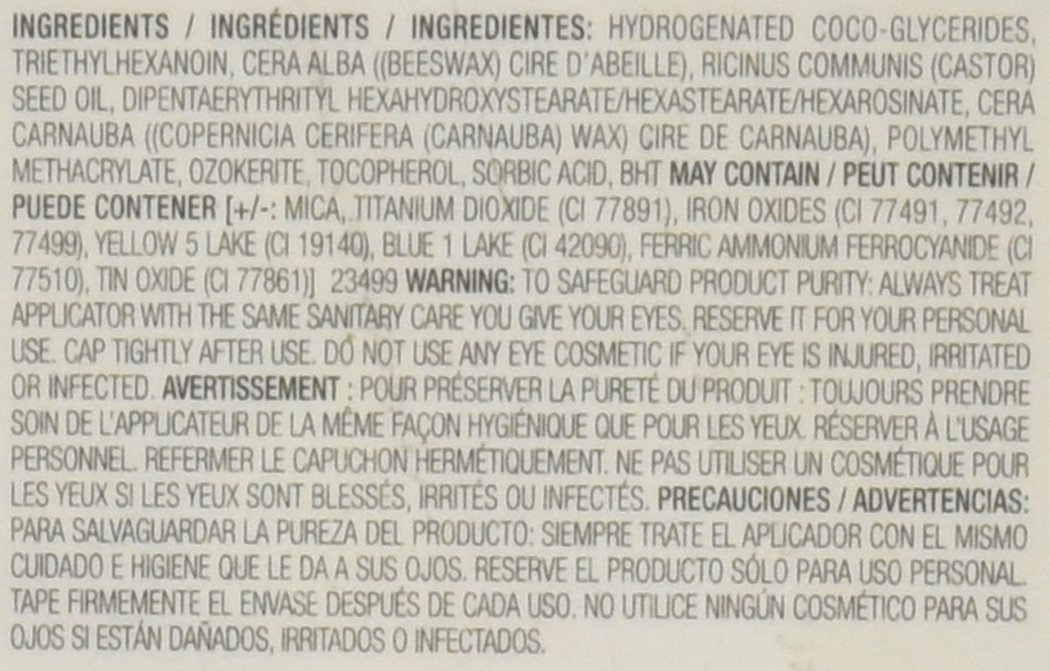 INGREDIENTS / INGRÉDIENTS / INGREDIENTES: HYDROGENATED COCO-GLYCERIDES,
TRIETHYLHEXANOIN, CERA ALBA ((BEESWAX) CIRE D'ABEILLE), RICINUS COMMUNIS (CASTOR)
SEED OIL, DIPENTAERYTHRITYL HEXAHYDROXYSTEARATE/HEXASTEARATE/HEXAROSINATE, CERA
CARNAUBA ((COPERNICIA CERIFERA (CARNAUBA) WAX) CIRE DE CARNAUBA), POLYMETHYL
METHACRYLATE, OZOKERITE, TOCOPHEROL, SORBIC ACID, BHT MAY CONTAIN / PEUT CONTENIR /
PUEDE CONTENER [+/-: MICA, TITANIUM DIOXIDE (CI 77891), IRON OXIDES (CI 77491, 77492,
77499), YELLOW 5 LAKE (CI 19140), BLUE 1 LAKE (CI 42090), FERRIC AMMONIUM FERROCYANIDE (CI
77510), TIN OXIDE (CI 77861)] 23499 WARNING: TO SAFEGUARD PRODUCT PURITY: ALWAYS TREAT
APPLICATOR WITH THE SAME SANITARY CARE YOU GIVE YOUR EYES. RESERVE IT FOR YOUR PERSONAL
USE. CAP TIGHTLY AFTER USE. DO NOT USE ANY EYE COSMETIC IF YOUR EYE IS INJURED, IRRITATED
OR INFECTED. AVERTISSEMENT : POUR PRÉSERVER LA PURETÉ DU PRODUIT : TOUJOURS PRENDRE
SOIN DE L'APPLICATEUR DE LA MÊME FAÇON HYGIÉNIQUE QUE POUR LES YEUX. RÉSERVER À L'USAGE
PERSONNEL. REFERMER LE CAPUCHON HERMÉTIQUEMENT. NE PAS UTILISER UN COSMÉTIQUE POUR
LES YEUX SI LES YEUX SONT BLESSÉS, IRRITÉS OU INFECTÉS. PRECAUCIONES / ADVERTENCIAS:
PARA SALVAGUARDAR LA PUREZA DEL PRODUCTO: SIEMPRE TRATE EL APLICADOR CON EL MISMO
CUIDADO E HIGIENE QUE LE DA A SUS OJOS. RESERVE EL PRODUCTO SÓLO PARA USO PERSONAL.
TAPE FIRMEMENTE EL ENVASE DESPUÉS DE CADA USO. NO UTILICE NINGÚN COSMÉTICO PARA SUS
OJOS SI ESTÁN DAÑADOS, IRRITADOS O INFECTADOS.